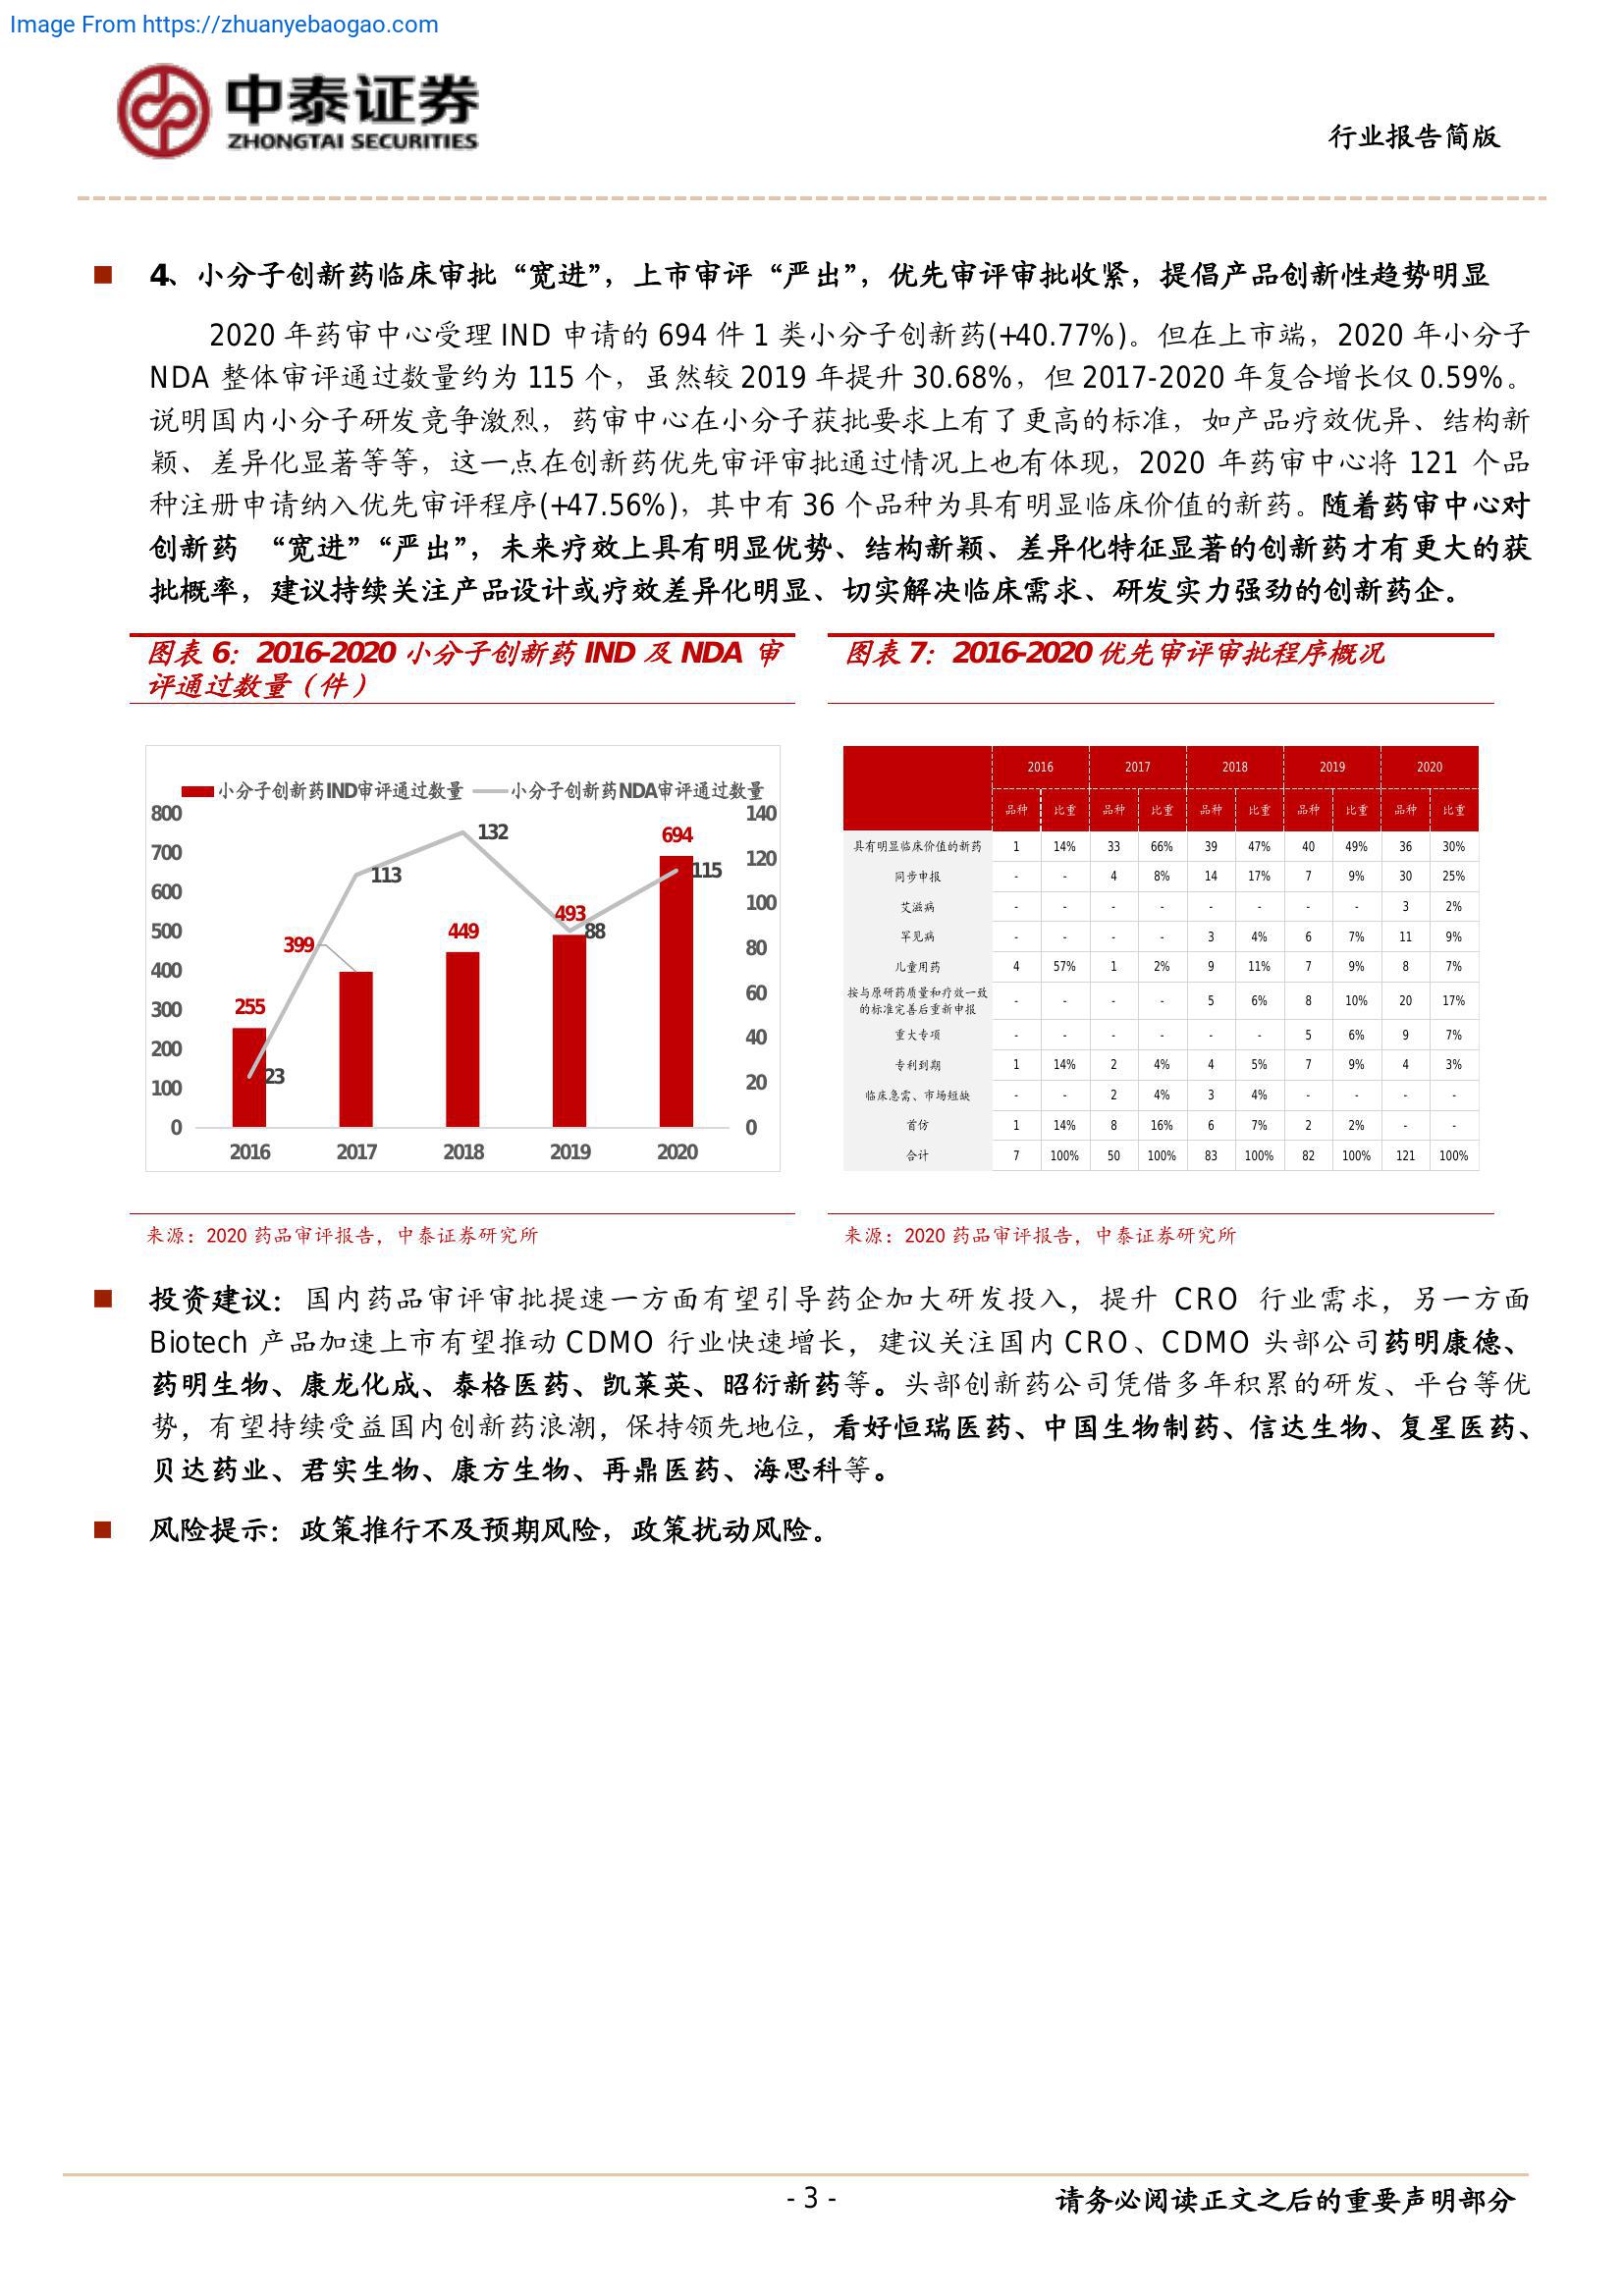 Image From https://zhuanyebaogao.com
中泰证券
ZHONGTAI SECURITIES
行业报告简版
4、小分子创新药临床审批“宽进”，上市审评“严出”，优先审评审批收紧，提倡产品创新性趋势明显
2020 年药审中心受理 IND 申请的 694 件 1 类小分子创新药(+40.77%)。但在上市端，2020 年小分子
NDA 整体审评通过数量约为 115 个，虽然较 2019 年提升 30.68%，但 2017-2020 年复合增长仅 0.59%。
说明国内小分子研发竞争激烈，药审中心在小分子获批要求上有了更高的标准，如产品疗效优异、结构新
颖、差异化显著等等，这一点在创新药优先审评审批通过情况上也有体现，2020 年药审中心将 121 个品
种注册申请纳入优先审评程序(+47.56%)，其中有 36 个品种为具有明显临床价值的新药。随着药审中心对
创新药 “宽进”“严出”，未来疗效上具有明显优势、结构新颖、差异化特征显著的创新药才有更大的获
批概率，建议持续关注产品设计或疗效差异化明显、切实解决临床需求、研发实力强劲的创新药企。
图表 6：2016-2020 小分子创新药 IND 及 NDA 审
评通过数量（件）
小分子创新药IND审评通过数量 小分子创新药NDA审评通过数量
800
700
600
500
400
300
200
100
0
140
120
100
80
60
40
20
0
255
399
449
493
694
23
113
132
88
115
2016 2017 2018 2019 2020
来源：2020 药品审评报告，中泰证券研究所
图表 7：2016-2020 优先审评审批程序概况
2016 2017 2018 2019 2020
品种 比重 品种 比重 品种 比重 品种 比重 品种 比重
具有明显临床价值的新药 1 14% 33 66% 39 47% 40 49% 36 30%
同步申报 - - 4 8% 14 17% 7 9% 30 25%
艾滋病 - - - - - - - - 3 2%
罕见病 - - - - 3 4% 6 7% 11 9%
儿童用药 4 57% 1 2% 9 11% 7 9% 8 7%
按与原研药质量和疗效一致
的标准完善后重新申报 - - - - 5 6% 8 10% 20 17%
重大专项 - - - - - - 5 6% 9 7%
专利到期 1 14% 2 4% 4 5% 7 9% 4 3%
临床急需、市场短缺 - - 2 4% 3 4% - - - -
首仿 1 14% 8 16% 6 7% 2 2% - -
合计 7 100% 50 100% 83 100% 82 100% 121 100%
来源：2020 药品审评报告，中泰证券研究所
投资建议：国内药品审评审批提速一方面有望引导药企加大研发投入，提升 CRO 行业需求，另一方面
Biotech 产品加速上市有望推动 CDMO 行业快速增长，建议关注国内 CRO、CDMO 头部公司药明康德、
药明生物、康龙化成、泰格医药、凯莱英、昭衍新药等。头部创新药公司凭借多年积累的研发、平台等优
势，有望持续受益国内创新药浪潮，保持领先地位，看好恒瑞医药、中国生物制药、信达生物、复星医药、
贝达药业、君实生物、康方生物、再鼎医药、海思科等。
风险提示：政策推行不及预期风险，政策扰动风险。
- 3 -
请务必阅读正文之后的重要声明部分